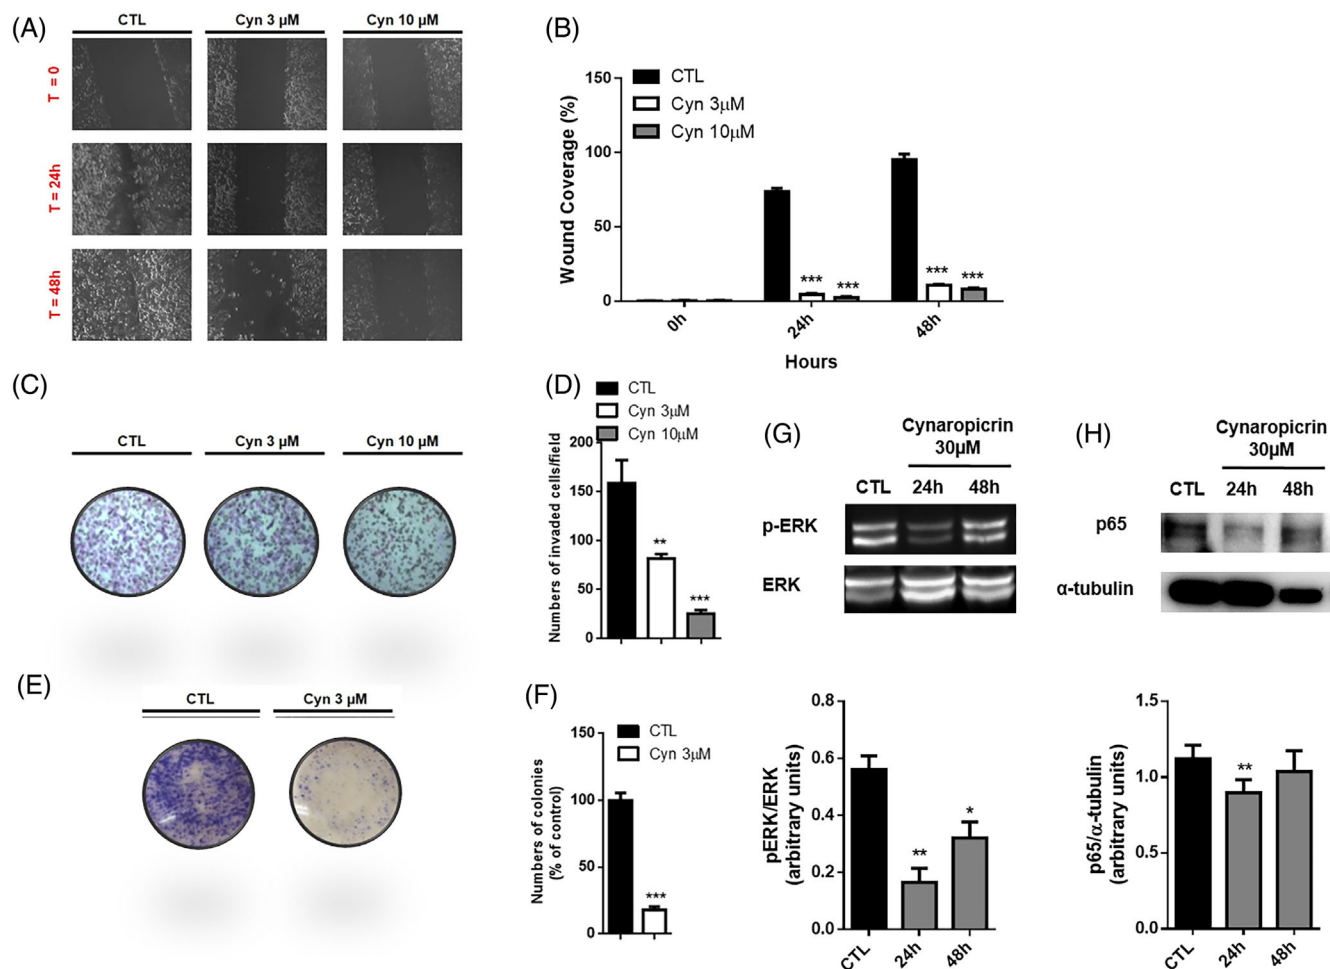 (A)
CTL
Cyn 3 µM
Cyn 10 µM
T = 0
T = 24h
T = 48h
(B)
CTL
Cyn 3µM
Cyn 10µM
Wound Coverage (%)
150
100
50
0
***
***
***
***
0h
24h
48h
Hours
(C)
CTL
Cyn 3 µM
Cyn 10 µM
(D)
CTL
Cyn 3µM
Cyn 10µM
Numbers of invaded cells/field
200
150
100
50
0
**
***
(E)
CTL
Cyn 3 µM
(F)
CTL
Cyn 3µM
Numbers of colonies
(% of control)
150
100
50
0
***
(G)
Cynaropicrin
30µM
CTL
24h
48h
p-ERK
ERK
pERK/ERK
(arbitrary units)
0.8
0.6
0.4
0.2
0.0
**
*
CTL
24h
48h
(H)
Cynaropicrin
30µM
CTL
24h
48h
p65
α-tubulin
p65/α-tubulin
(arbitrary units)
1.5
1.0
0.5
0.0
**
CTL
24h
48h